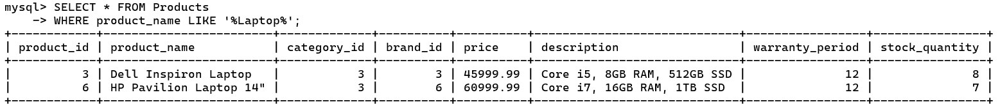 mysql> SELECT * FROM Products
    -> WHERE product_name LIKE '%Laptop%';
+------------+------------------------+-------------+----------+----------+-----------------------------+-----------------+----------------+
| product_id | product_name           | category_id | brand_id | price    | description                 | warranty_period | stock_quantity |
+------------+------------------------+-------------+----------+----------+-----------------------------+-----------------+----------------+
|          3 | Dell Inspiron Laptop   |           3 |        3 | 45999.99 | Core i5, 8GB RAM, 512GB SSD |              12 |              8 |
|          6 | HP Pavilion Laptop 14" |           3 |        6 | 60999.99 | Core i7, 16GB RAM, 1TB SSD  |              12 |              7 |
+------------+------------------------+-------------+----------+----------+-----------------------------+-----------------+----------------+